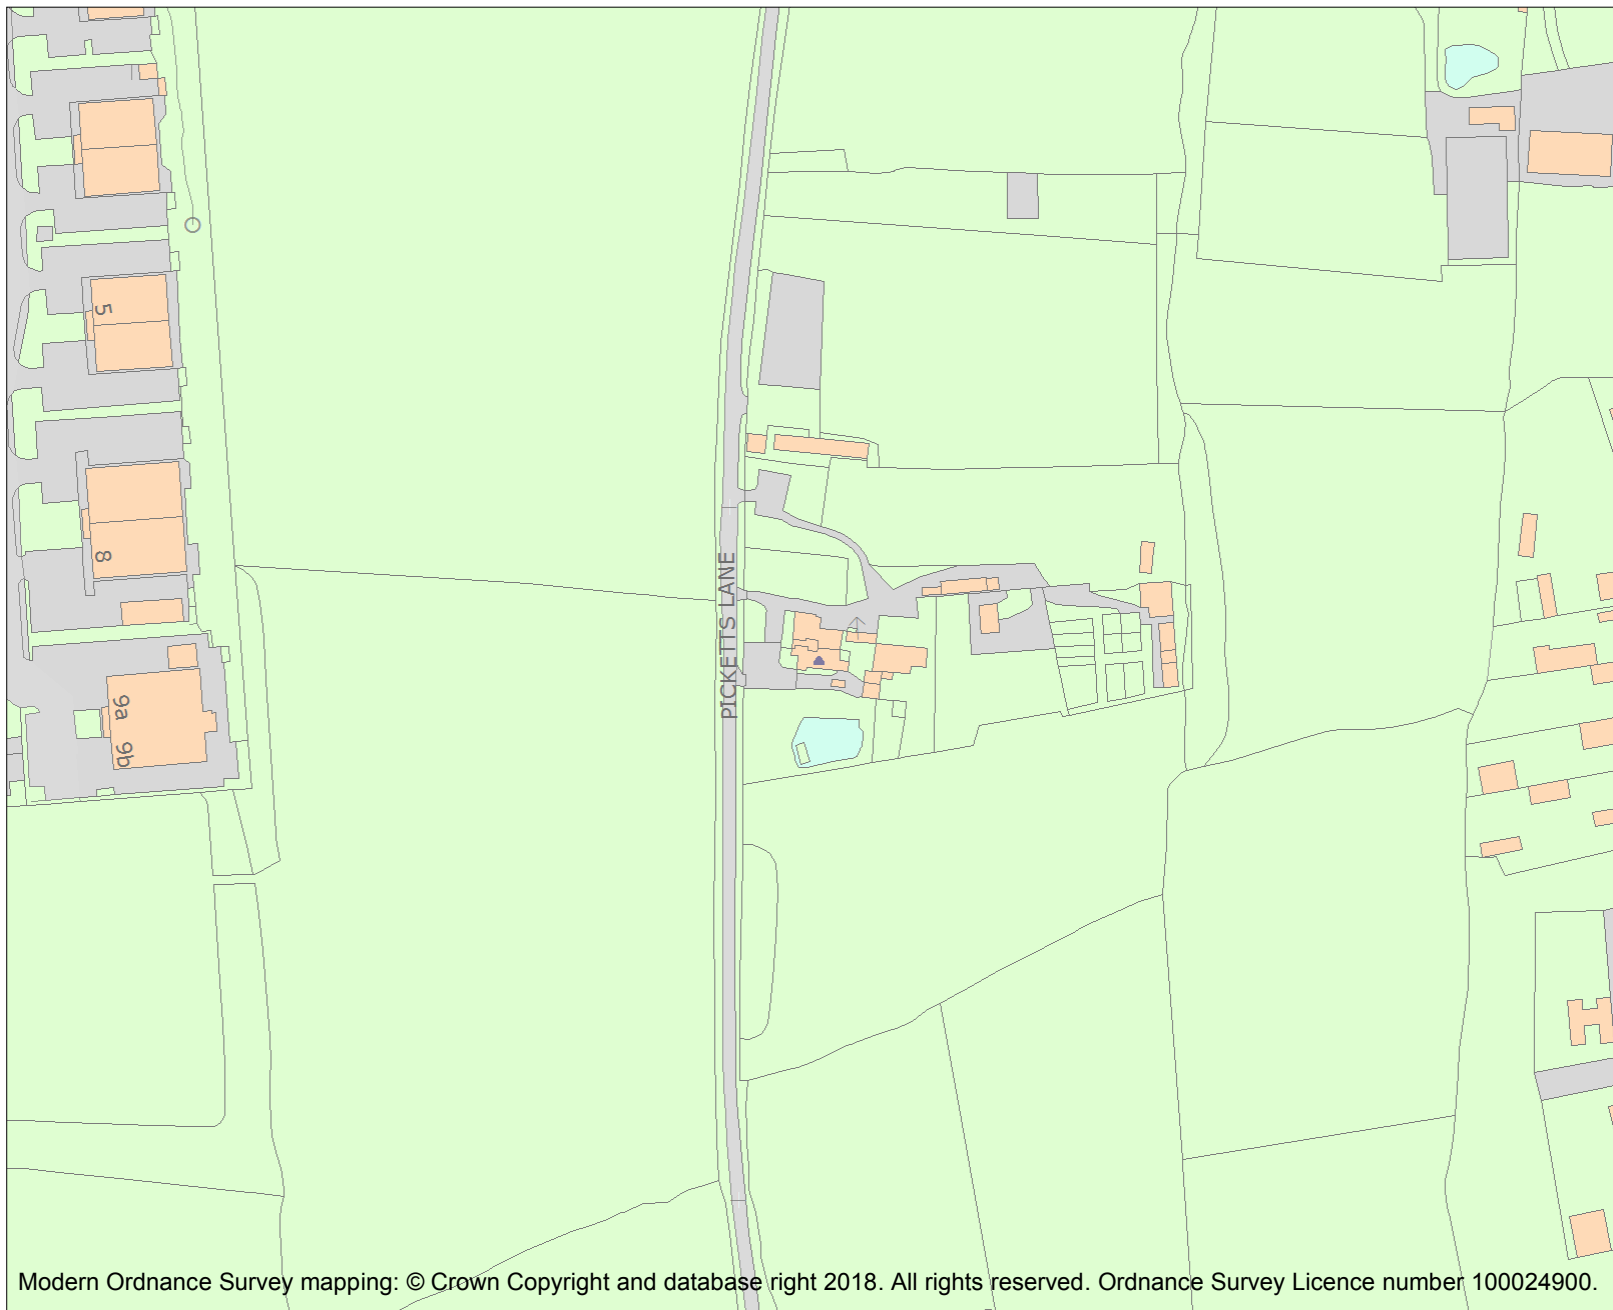 5
8
PICKETTS LANE
9a
9b
Modern Ordnance Survey mapping: © Crown Copyright and database right 2018. All rights reserved. Ordnance Survey Licence number 100024900.